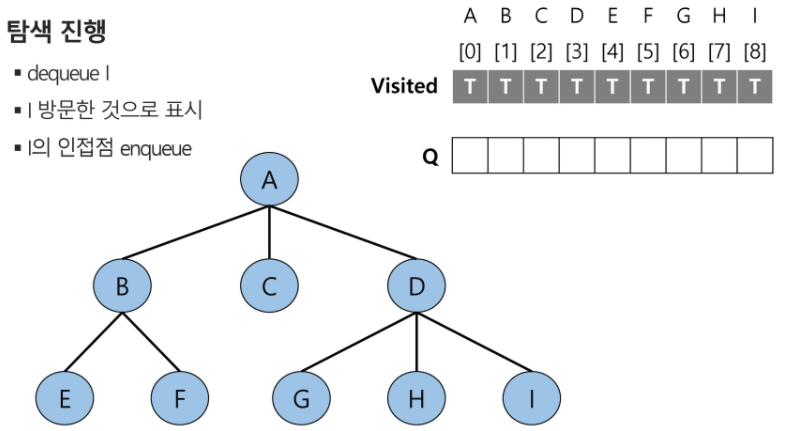 탐색 진행
▪ dequeue I
▪ I 방문한 것으로 표시
▪ I의 인접점 enqueue
A B C D E F G H I
[0] [1] [2] [3] [4] [5] [6] [7] [8]
Visited T T T T T T T T T
Q
A
B C D
E F G H I